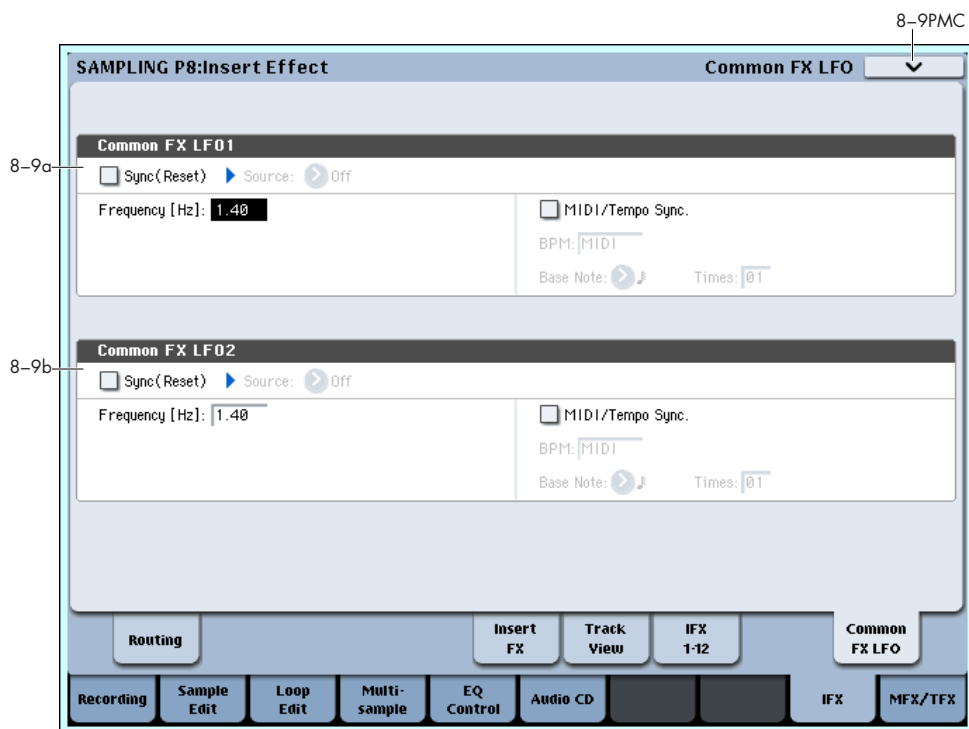 8–9PMC
SAMPLING P8:Insert Effect Common FX LFO
Common FX LFO1
8–9a
Sync(Reset) Source: Off
Frequency [Hz]: 1.40 MIDI/Tempo Sync.
BPM: MIDI
Base Note: Times: 01
Common FX LFO2
8–9b
Sync(Reset) Source: Off
Frequency [Hz]: 1.40 MIDI/Tempo Sync.
BPM: MIDI
Base Note: Times: 01
Routing Insert FX Track View IFX 1-12 Common FX LFO
Recording Sample Edit Loop Edit Multi-sample EQ Control Audio CD IFX MFX/TFX